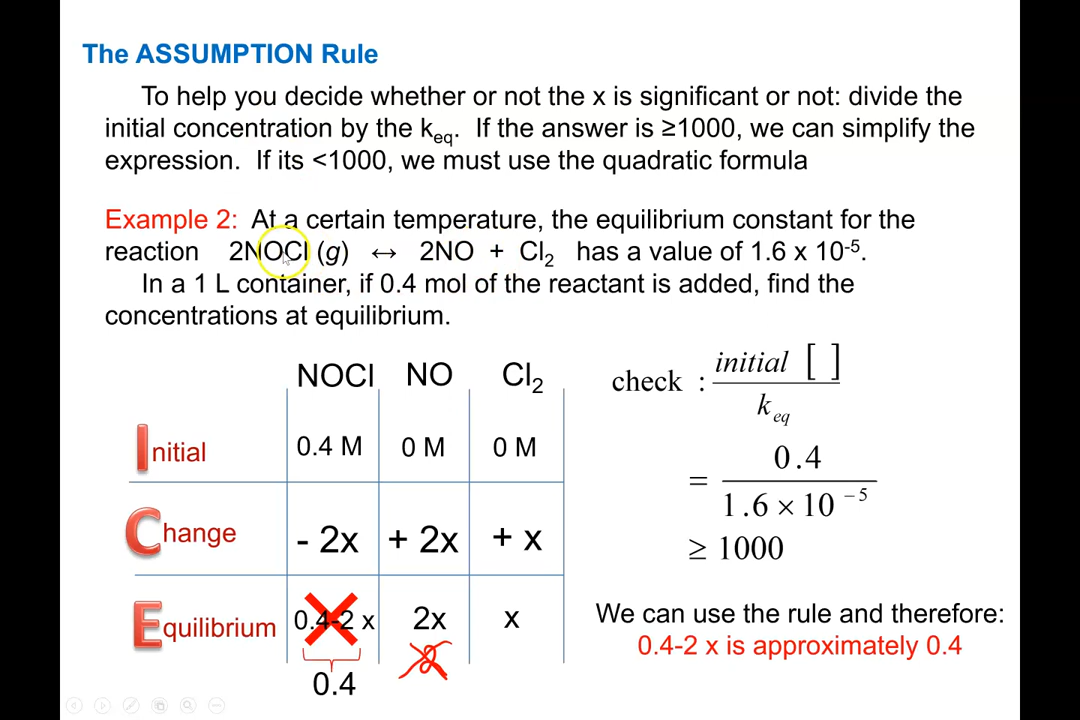 The ASSUMPTION Rule
To help you decide whether or not the x is significant or not: divide the
initial concentration by the k_eq. If the answer is ≥1000, we can simplify the
expression. If its <1000, we must use the quadratic formula
Example 2: At a certain temperature, the equilibrium constant for the
reaction 2NOCl (g) ↔ 2NO + Cl₂ has a value of 1.6 x 10⁻⁵.
In a 1 L container, if 0.4 mol of the reactant is added, find the
concentrations at equilibrium.
NOCl NO Cl₂
Initial 0.4 M 0 M 0 M
Change - 2x + 2x + x
Equilibrium 0.4-2 x 2x x
0.4
check : initial [ ]
k_eq
= 0.4
1.6 × 10⁻⁵
≥ 1000
We can use the rule and therefore:
0.4-2 x is approximately 0.4